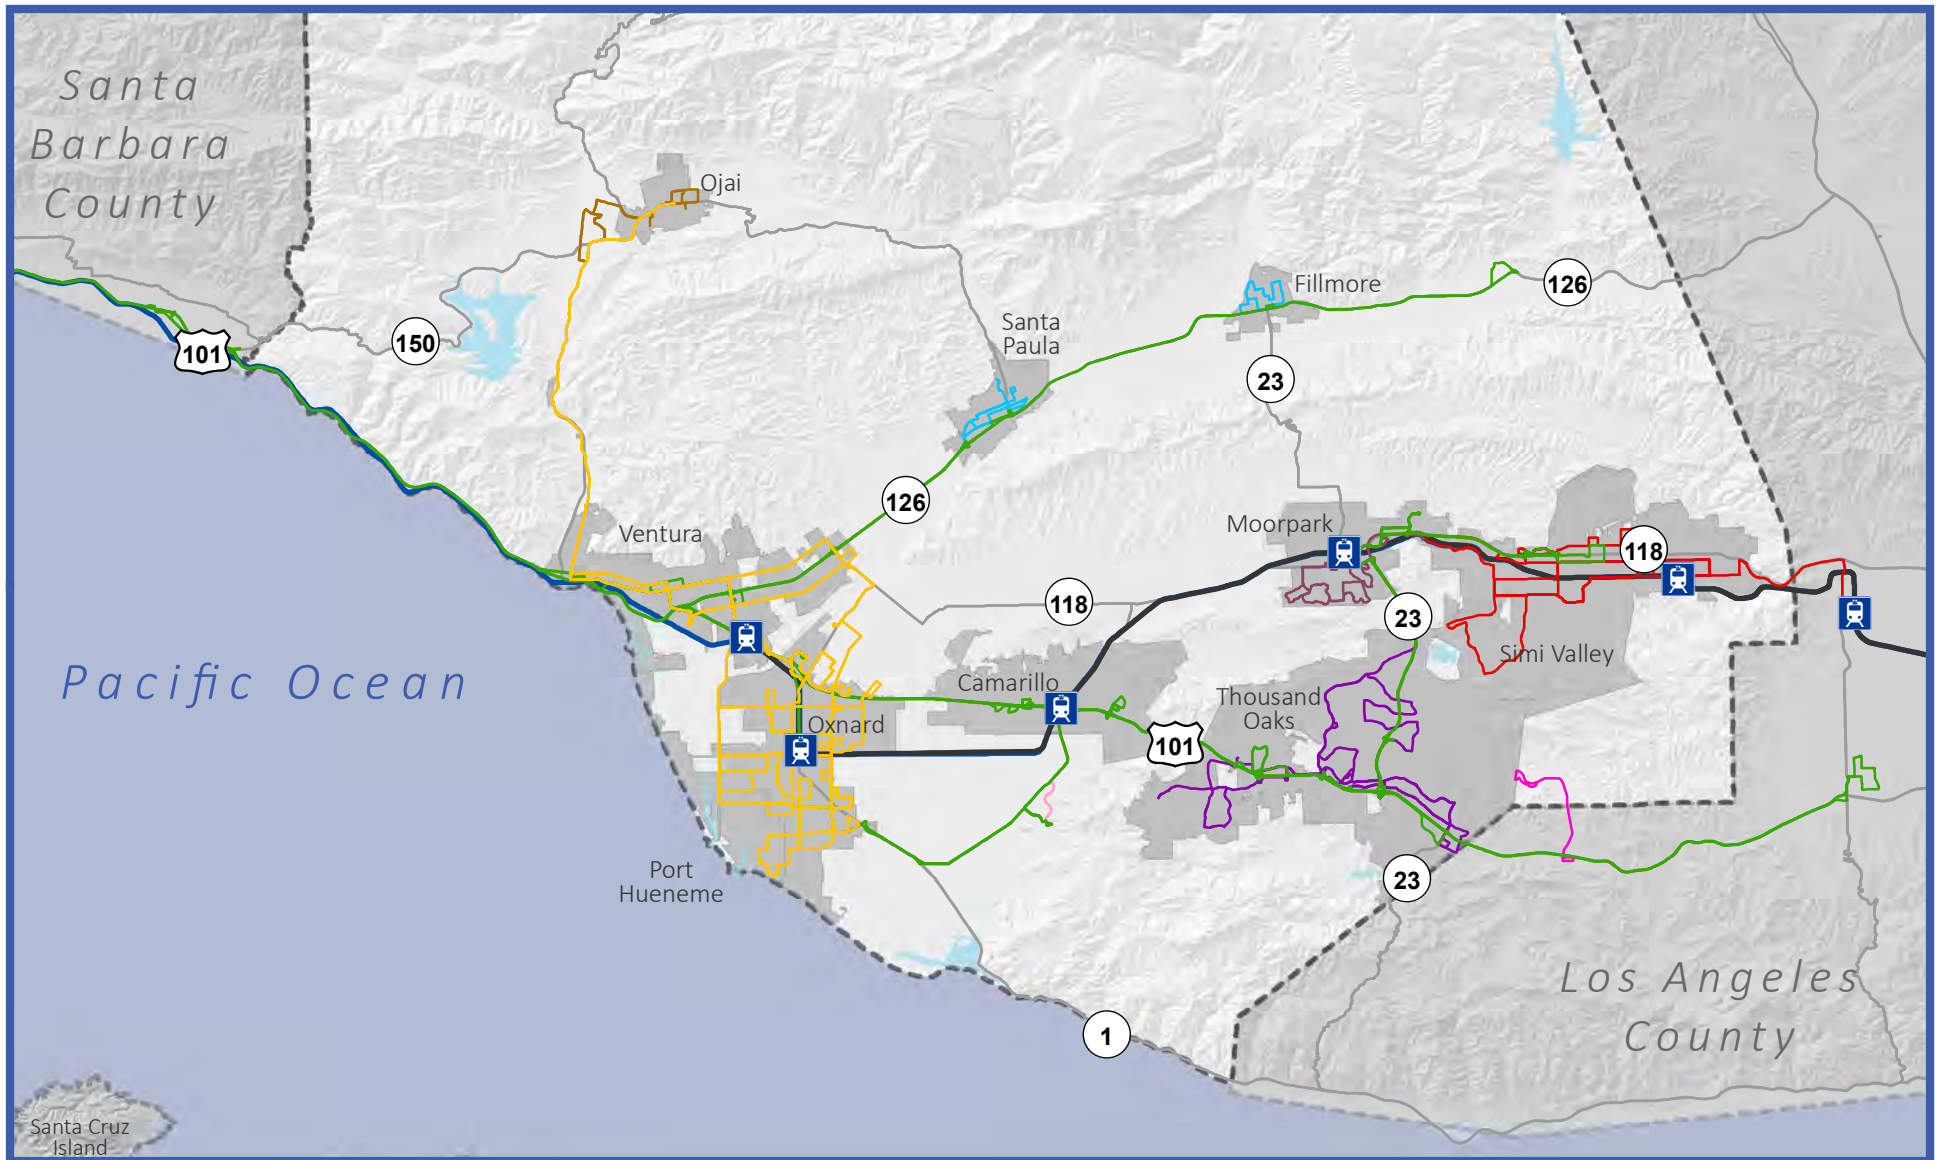 Santa
Barbara
County
Ojai
Fillmore
126
Santa
Paula
101
150
23
126
Ventura
Moorpark
118
118
23
Simi Valley
Pacific Ocean
Camarillo
Thousand
Oaks
Oxnard
101
Port
Hueneme
23
Los Angeles
County
1
Santa Cruz
Island